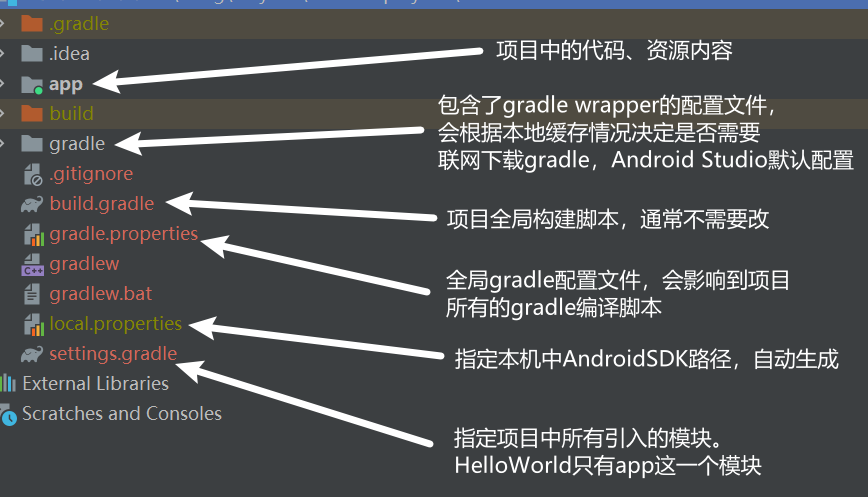 .gradle
.idea
项目中的代码、资源内容
app
build
包含了gradle wrapper的配置文件，
会根据本地缓存情况决定是否需要
联网下载gradle，Android Studio默认配置
gradle
.gitignore
build.gradle
项目全局构建脚本，通常不需要改
gradle.properties
全局gradle配置文件，会影响到项目
所有的gradle编译脚本
C++
gradlew
gradlew.bat
local.properties
指定本机中AndroidSDK路径，自动生成
settings.gradle
指定项目中所有引入的模块。
HelloWorld只有app这一个模块
External Libraries
Scratches and Consoles